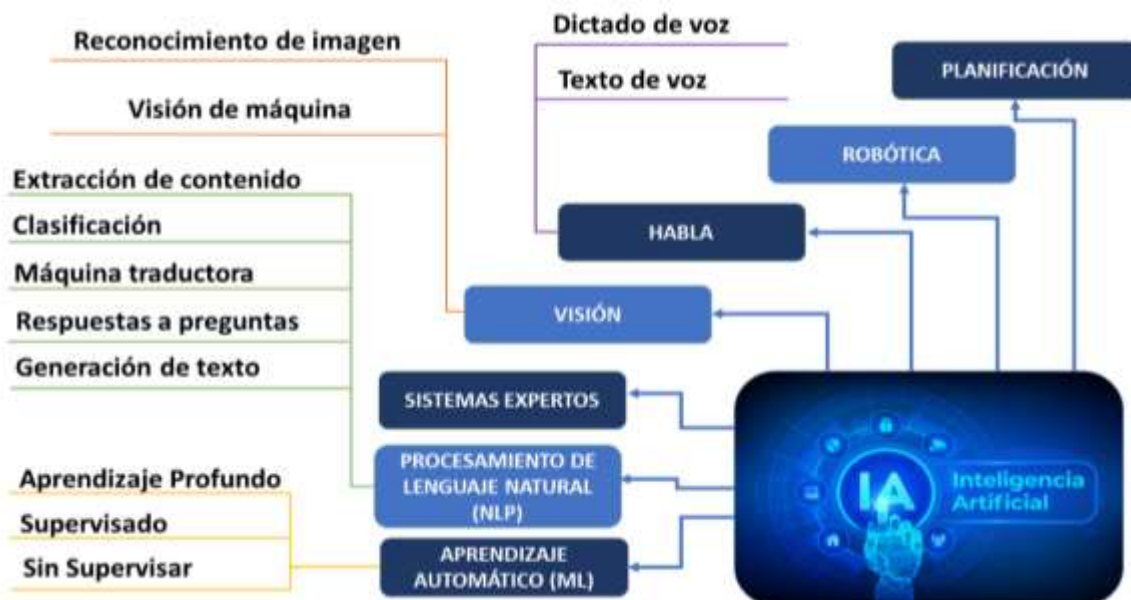 Reconocimiento de imagen
Visión de máquina
Dictado de voz
Texto de voz
PLANIFICACIÓN
ROBÓTICA
HABLA
VISIÓN
Extracción de contenido
Clasificación
Máquina traductora
Respuestas a preguntas
Generación de texto
SISTEMAS EXPERTOS
PROCESAMIENTO DE
LENGUAJE NATURAL
(NLP)
Aprendizaje Profundo
Supervisado
Sin Supervisar
APRENDIZAJE
AUTOMÁTICO (ML)
IA
Inteligencia
Artificial